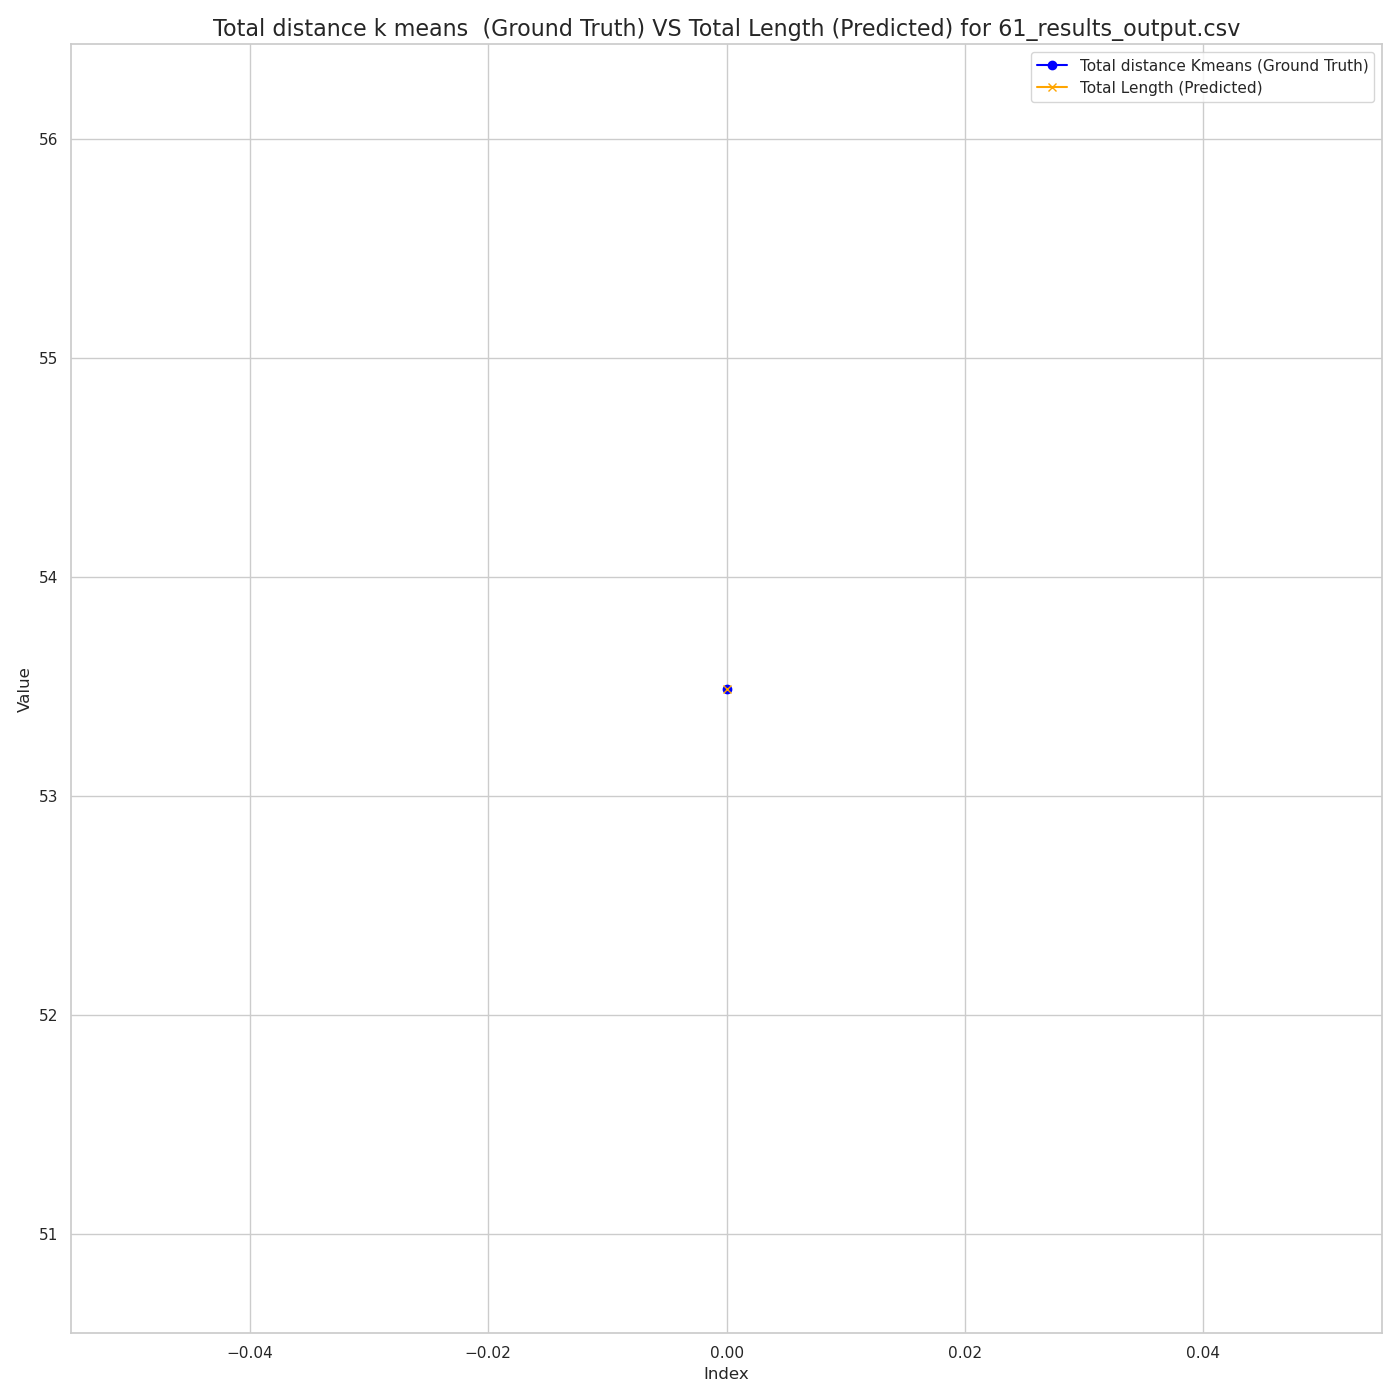 Total distance k means  (Ground Truth) VS Total Length (Predicted) for 61_results_output.csv
Total distance Kmeans (Ground Truth)
Total Length (Predicted)
56
55
54
53
52
51
Value
−0.04
−0.02
0.00
0.02
0.04
Index